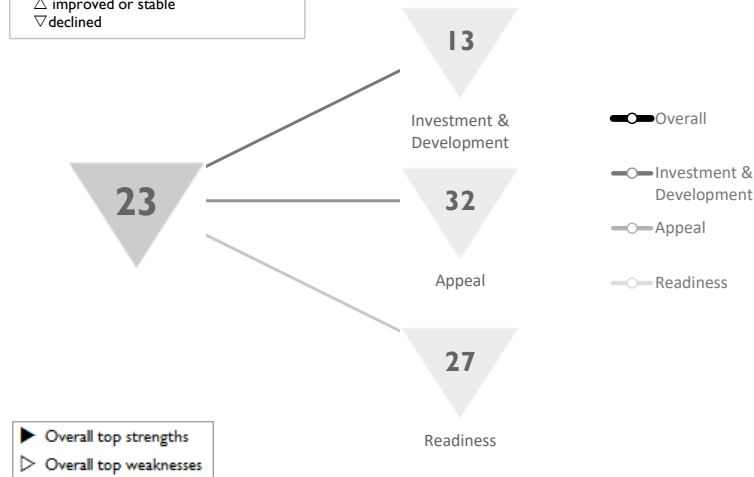 △ improved or stable
▽ declined
13
Investment &
Development
23
32
Appeal
27
Readiness
Overall
Investment &
Development
Appeal
Readiness
▶ Overall top strengths
▷ Overall top weaknesses